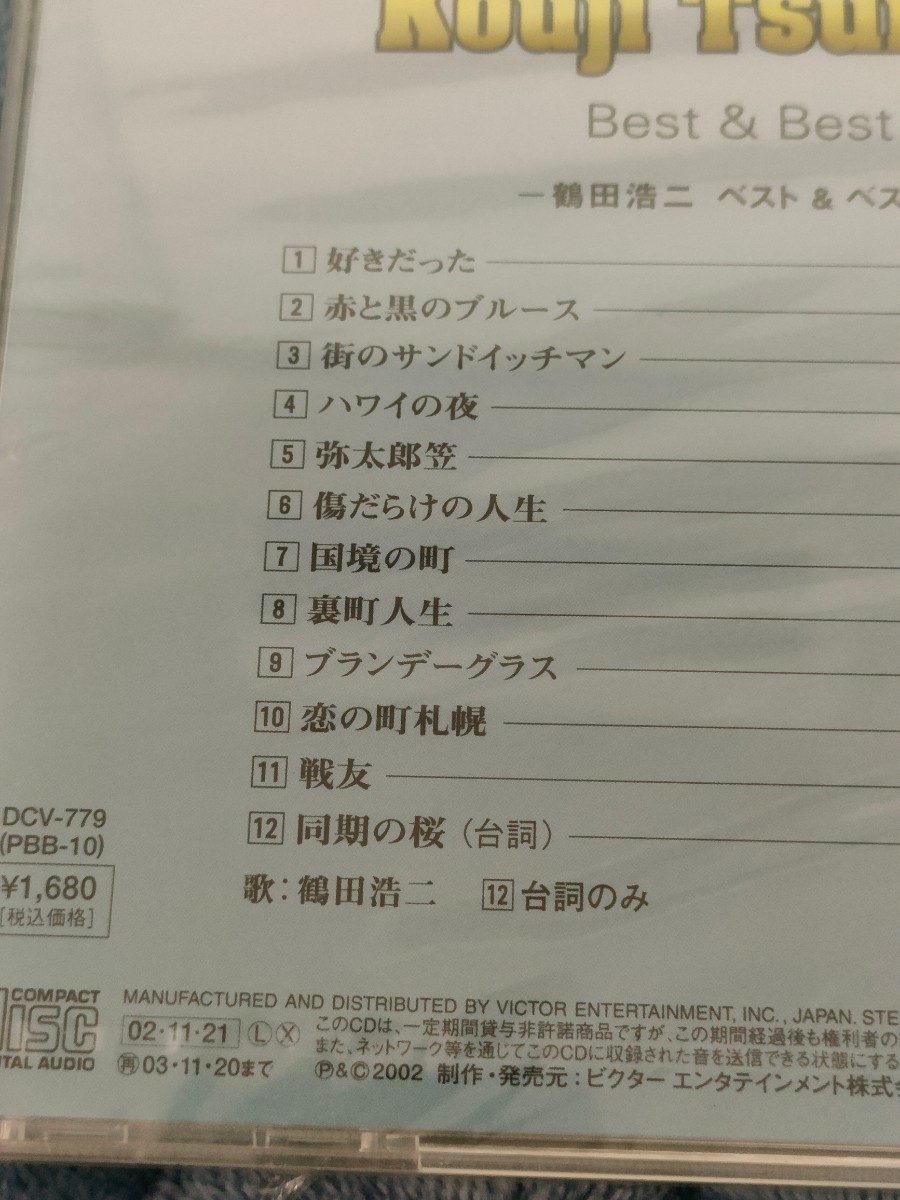 Kouji
Best & Best
―鶴田浩二 ベスト &
1 好きだった
2 赤と黒のブルース
3 街のサンドイッチマン
4 ハワイの夜
5 弥太郎笠
6 傷だらけの人生
7 国境の町
8 裏町人生
9 ブランデーグラス
10 恋の町札幌
11 戦友
12 同期の桜(台詞)
歌:鶴田浩二 12 台詞のみ
DCV-779
(PBB-10)
¥1,680
[税込価格]
COMPACT
DISC
DIGITAL AUDIO
MANUFACTURED AND DISTRIBUTED BY VICTOR ENTERTAINMENT, INC., JAPAN.
02・11・21 Ⓛ Ⓧ このCDは、一定期間貸与非許諾商品ですが、この期間経過後も権利者の
また、ネットワーク等を通じてこのCDに収録された音を送信できる状態にする
㋐03・11・20まで ℗&©2002 制作・発売元:ビクター エンタテインメント株式